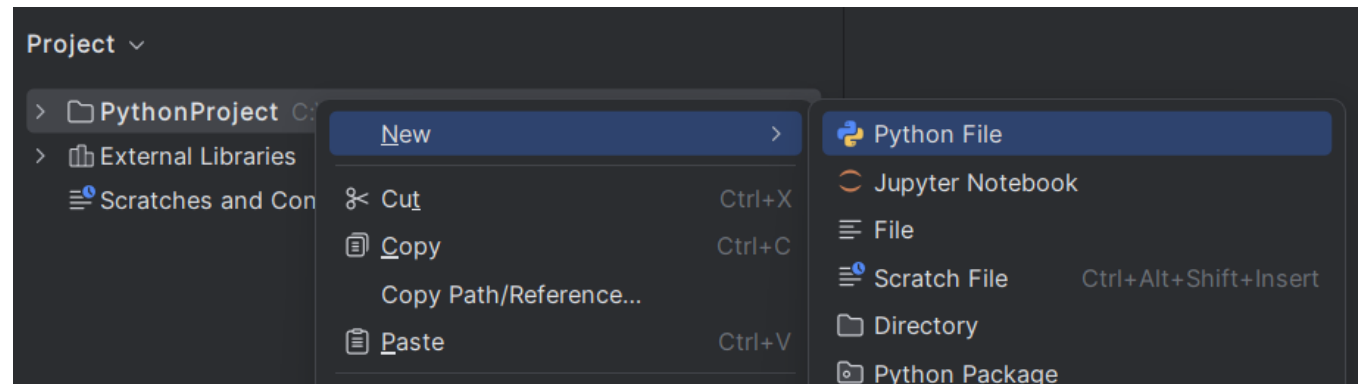 Project
PythonProject C:
External Libraries
Scratches and Con
New
Cut Ctrl+X
Copy Ctrl+C
Copy Path/Reference...
Paste Ctrl+V
Python File
Jupyter Notebook
File
Scratch File Ctrl+Alt+Shift+Insert
Directory
Python Package